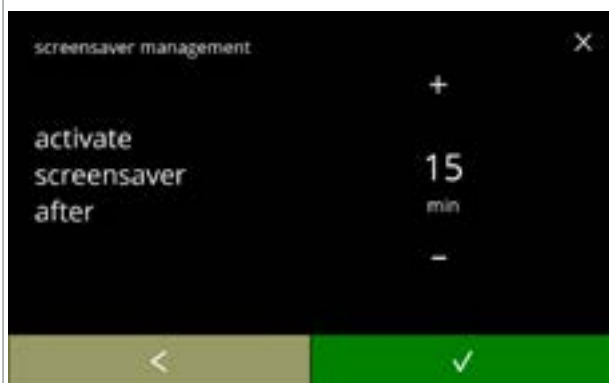 screensaver management
×
+
activate
screensaver
after
15
min
-
<
✓